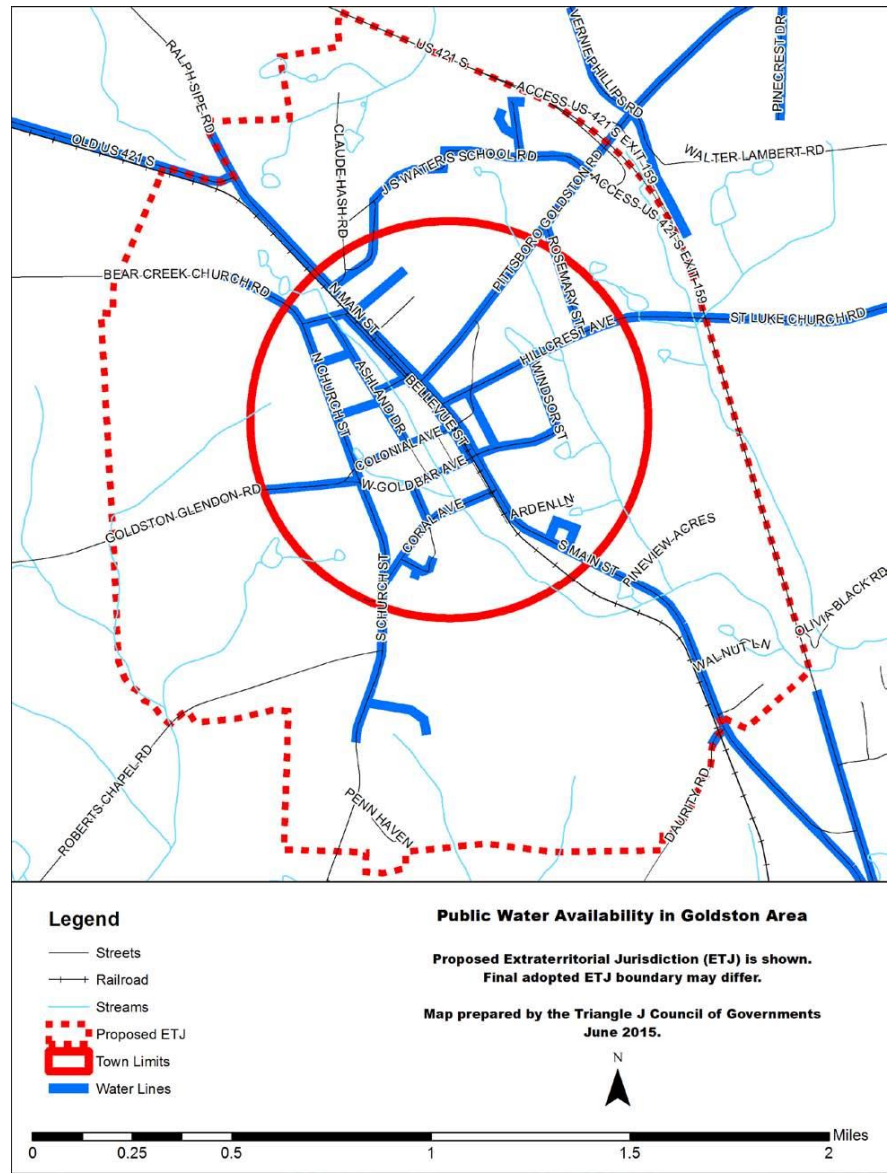 RALPH SIPE RD
US 421 S
VERNIE PHILLIPS RD
PINECREST DR
ACCESS-US-421 S EXIT-159
OLD US 421 S
CLAUDE HASH RD
J S WATERS SCHOOL RD
WALTER LAMBERT RD
PITTSBORO GOLDSTON RD
ACCESS-US-421 S EXIT-159
BEAR CREEK CHURCH RD
N MAIN ST
ROSEMARY ST
ST LUKE CHURCH RD
HILLCREST AVE
N CHURCH ST
ASHLAND DR
BELLEVUE ST
WINDSOR ST
COLONIAL AVE
W GOLDBAR AVE
GOLDSTON GLENDON RD
CORAL AVE
ARDEN LN
S MAIN ST
PINEVIEW ACRES
S CHURCH ST
OLIVIA BLACK RD
WALNUT LN
ROBERTS CHAPEL RD
PENN HAVEN
DAURITY RD
Legend
Streets
Railroad
Streams
Proposed ETJ
Town Limits
Water Lines
Public Water Availability in Goldston Area
Proposed Extraterritorial Jurisdiction (ETJ) is shown.
Final adopted ETJ boundary may differ.
Map prepared by the Triangle J Council of Governments
June 2015.
N
Miles
0 0.25 0.5 1 1.5 2